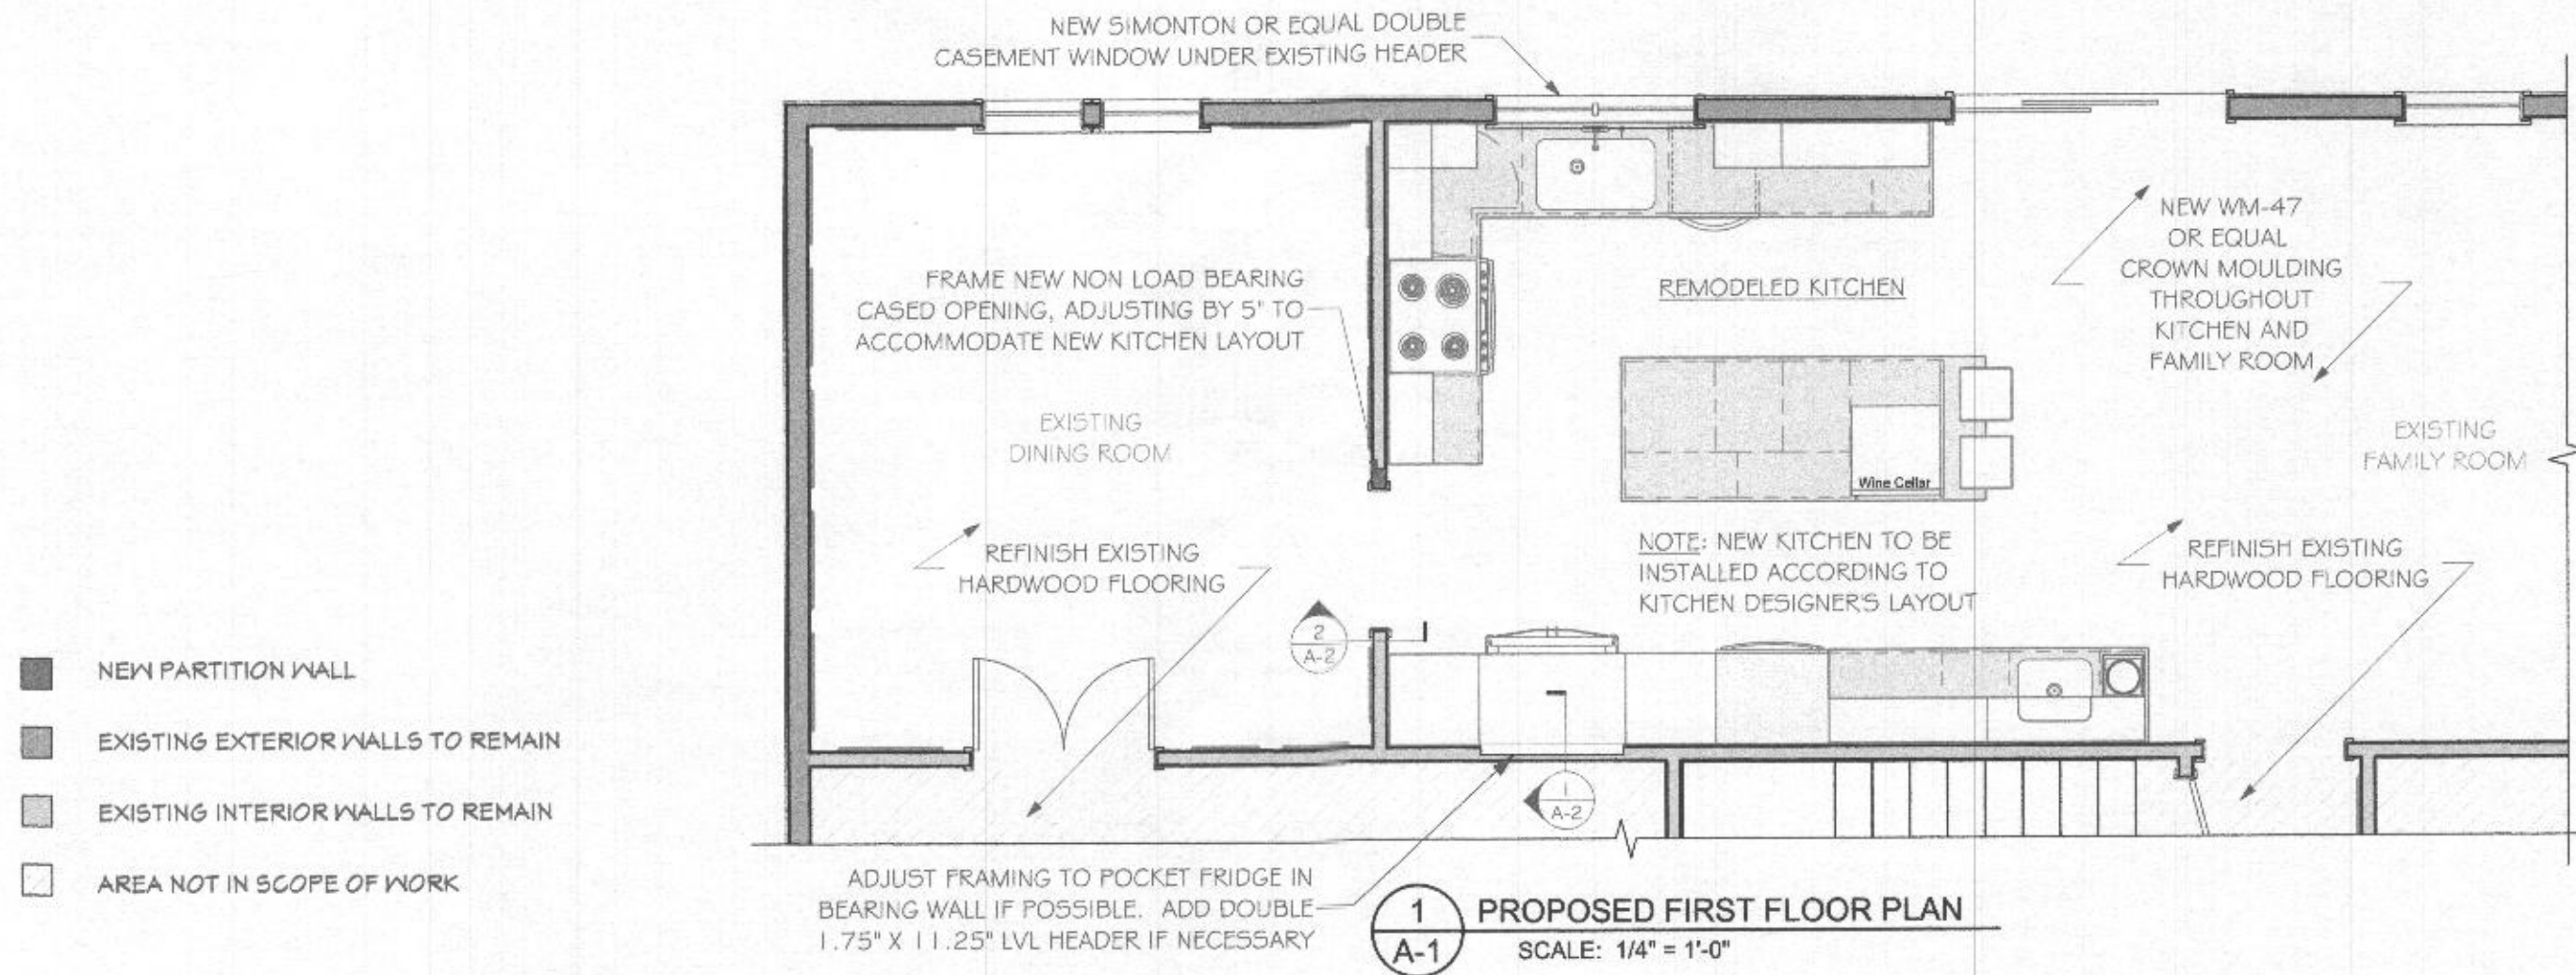 NEW SIMONTON OR EQUAL DOUBLE
CASEMENT WINDOW UNDER EXISTING HEADER
FRAME NEW NON LOAD BEARING
CASED OPENING, ADJUSTING BY 5" TO
ACCOMMODATE NEW KITCHEN LAYOUT
REMODELED KITCHEN
NEW WM-47
OR EQUAL
CROWN MOULDING
THROUGHOUT
KITCHEN AND
FAMILY ROOM
EXISTING
DINING ROOM
EXISTING
FAMILY ROOM
Wine Cellar
REFINISH EXISTING
HARDWOOD FLOORING
NOTE: NEW KITCHEN TO BE
INSTALLED ACCORDING TO
KITCHEN DESIGNER'S LAYOUT
REFINISH EXISTING
HARDWOOD FLOORING
2
A-2
NEW PARTITION WALL
EXISTING EXTERIOR WALLS TO REMAIN
EXISTING INTERIOR WALLS TO REMAIN
AREA NOT IN SCOPE OF WORK
1
A-2
ADJUST FRAMING TO POCKET FRIDGE IN
BEARING WALL IF POSSIBLE. ADD DOUBLE
1.75" X 11.25" LVL HEADER IF NECESSARY
1
A-1
PROPOSED FIRST FLOOR PLAN
SCALE: 1/4" = 1'-0"